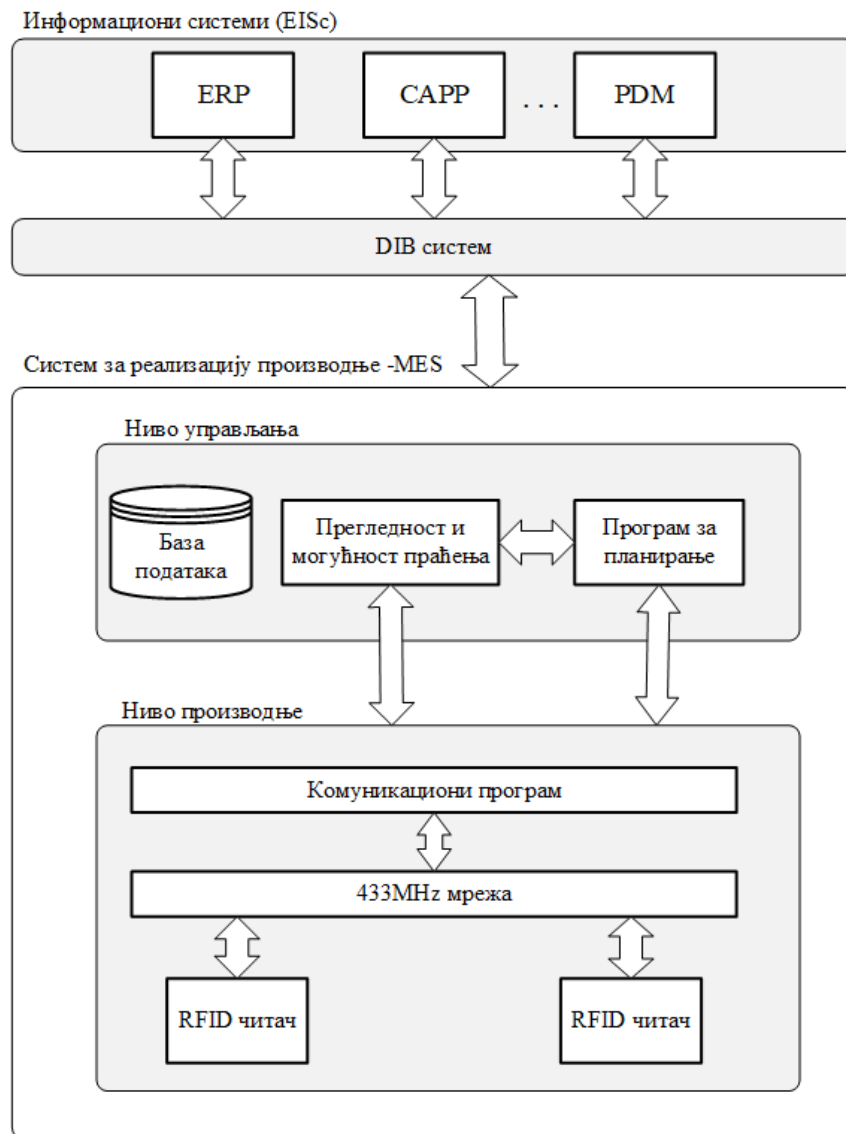 Информациони системи (EISc)
ERP
CAPP
. . .
PDM
DIB систем
Систем за реализацију производње -MES
Ниво управљања
База
података
Прегледност и
могућност праћења
Програм за
планирање
Ниво производње
Комуникациони програм
433MHz мрежа
RFID читач
RFID читач